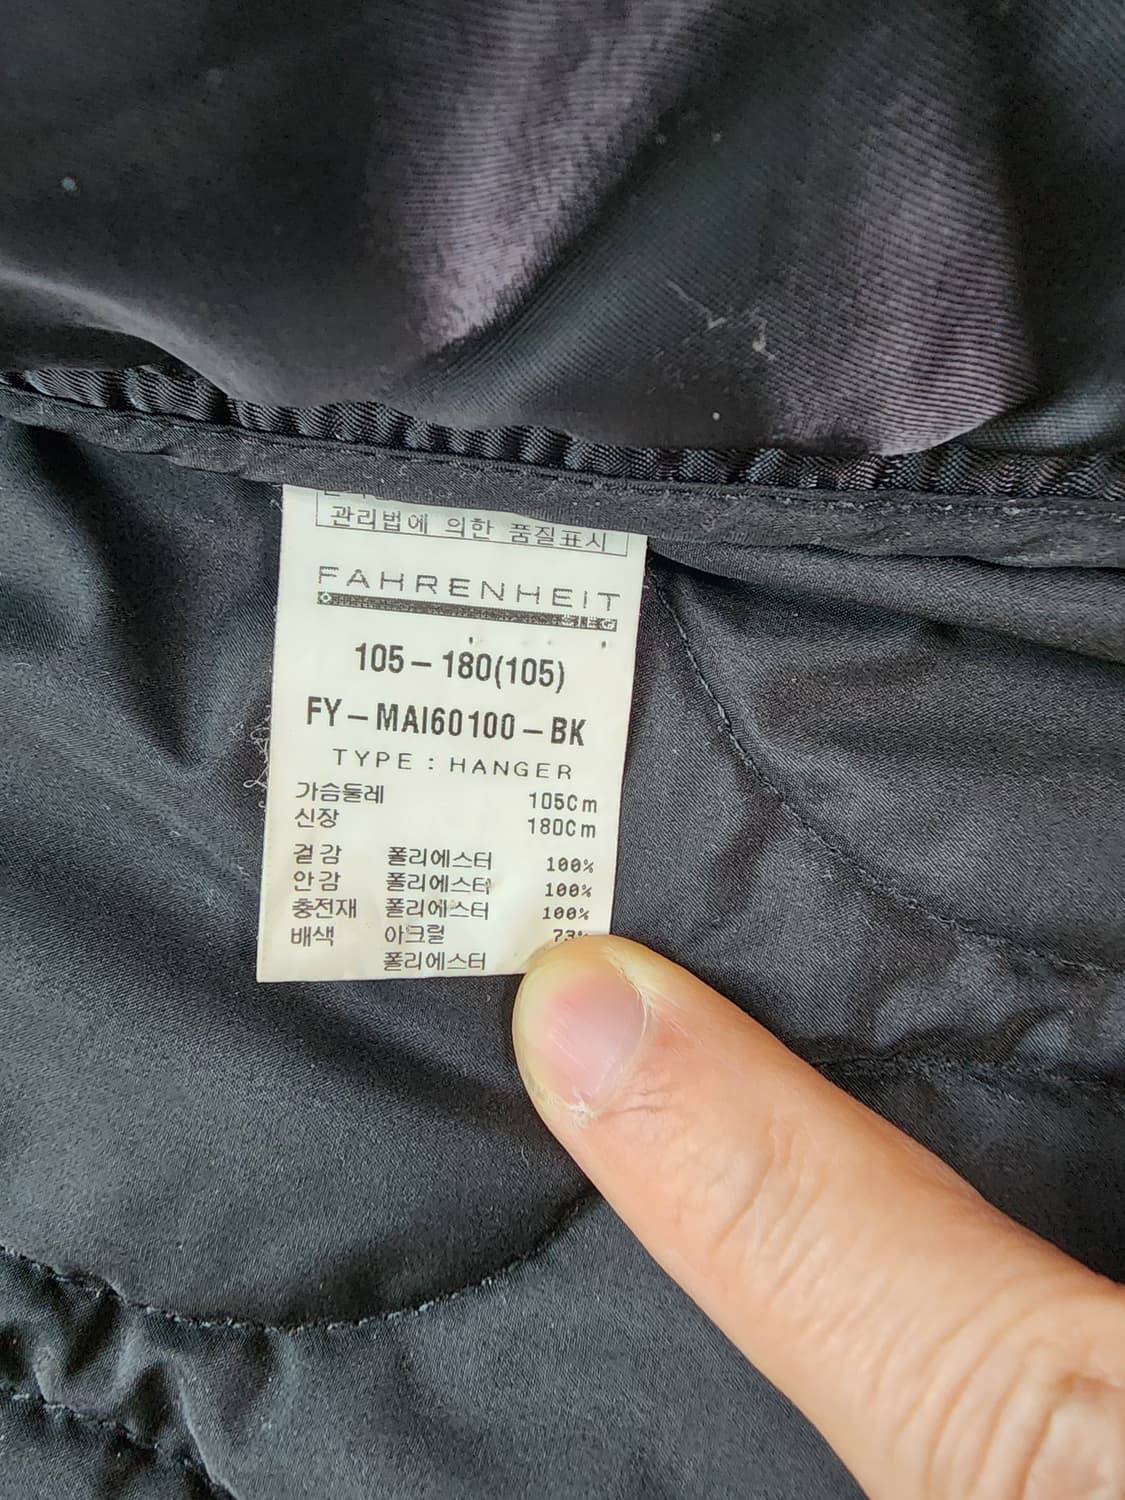 관리법에 의한 품질표시
FAHRENHEIT
105-180(105)
FY-MAI60100-BK
TYPE : HANGER
가슴둘레 105Cm
신장 180Cm
겉감 폴리에스터 100%
안감 폴리에스터 100%
충전재 폴리에스터 100%
배색 아크릴 73%
폴리에스터